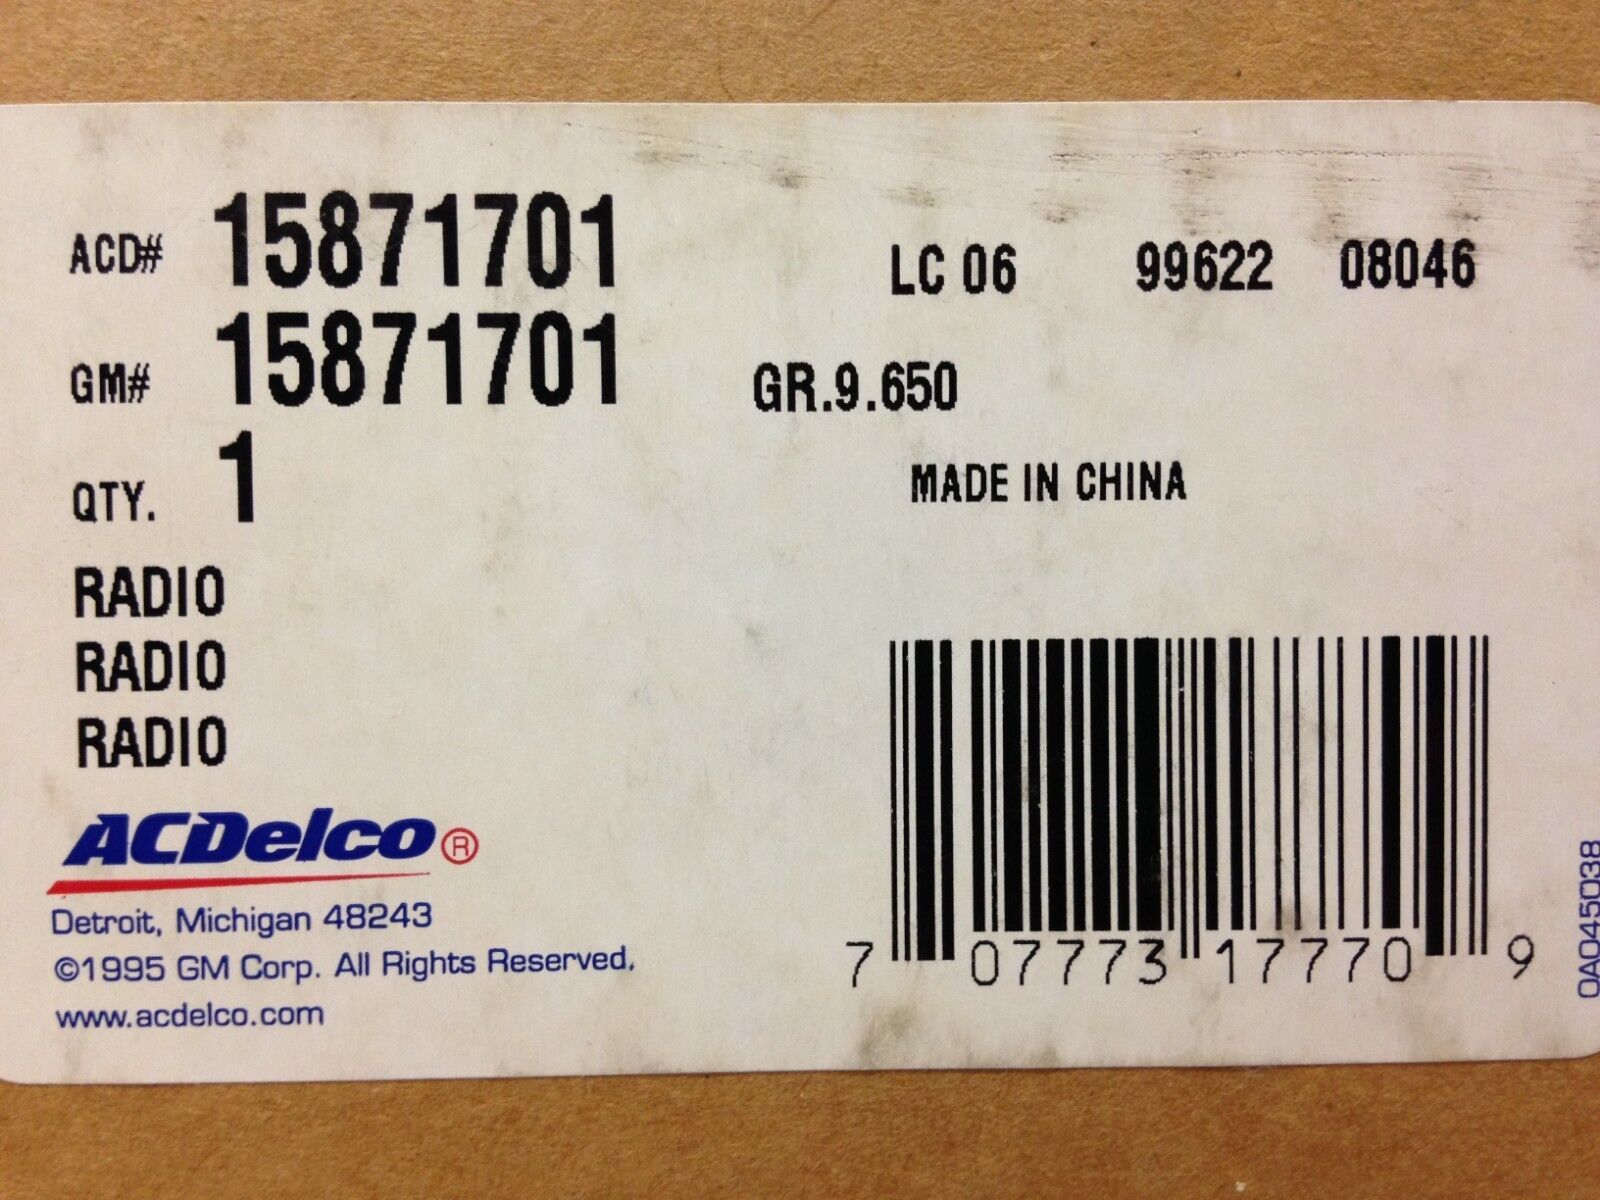 ACD# 15871701 LC 06 99622 08046
GM# 15871701 GR.9.650
QTY. 1 MADE IN CHINA
RADIO
RADIO
RADIO
ACDelco®
Detroit, Michigan 48243
©1995 GM Corp. All Rights Reserved.
www.acdelco.com
7 07773 17770 9
0A045038